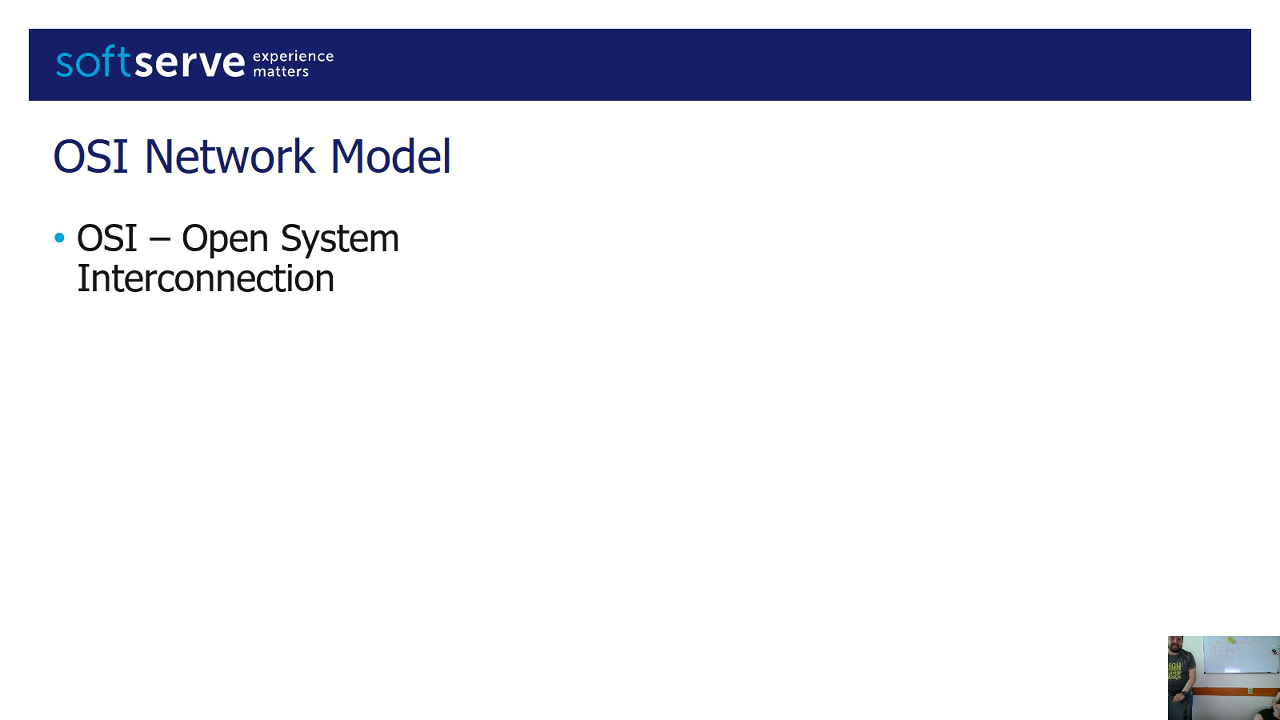 softserve experience
matters
OSI Network Model
• OSI – Open System
Interconnection